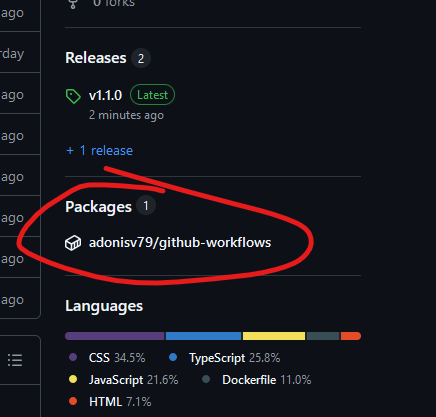 ago
0 forks
rday
ago
ago
ago
ago
ago
ago
Releases 2
v1.1.0 Latest
2 minutes ago
+ 1 release
Packages 1
adonisv79/github-workflows
Languages
CSS 34.5% TypeScript 25.8%
JavaScript 21.6% Dockerfile 11.0%
HTML 7.1%